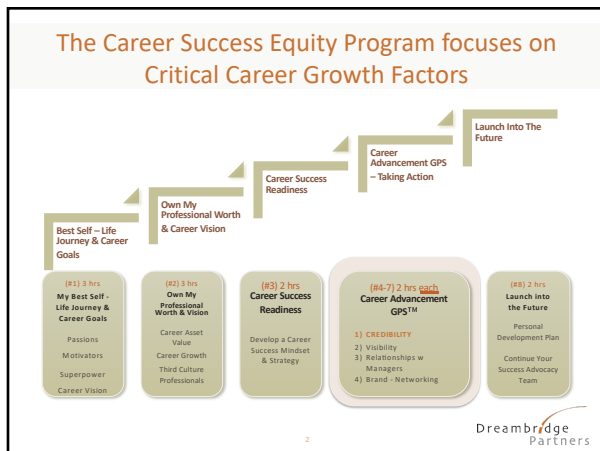 The Career Success Equity Program focuses on
Critical Career Growth Factors
Best Self – Life
Journey & Career
Goals
Own My
Professional Worth
& Career Vision
Career Success
Readiness
Career
Advancement GPS
– Taking Action
Launch Into The
Future
(#1) 3 hrs
My Best Self -
Life Journey &
Career Goals
Passions
Motivators
Superpower
Career Vision
(#2) 3 hrs
Own My
Professional
Worth & Vision
Career Asset
Value
Career Growth
Third Culture
Professionals
(#3) 2 hrs
Career Success
Readiness
Develop a Career
Success Mindset
& Strategy
(#4-7) 2 hrs each
Career Advancement
GPS™
1) CREDIBILITY
2) Visibility
3) Relationships w
Managers
4) Brand - Networking
(#8) 2 hrs
Launch into
the Future
Personal
Development Plan
Continue Your
Success Advocacy
Team
2
Dreambridge
Partners